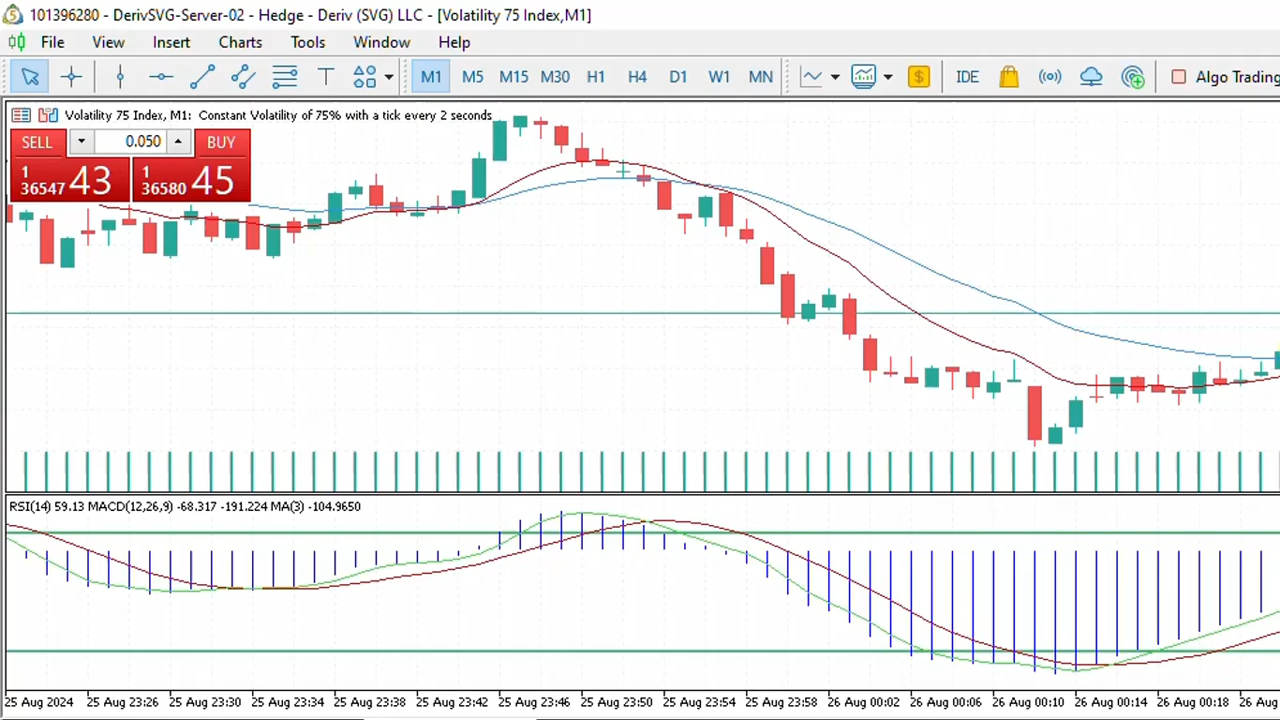 101396280 - DerivSVG-Server-02 - Hedge - Deriv (SVG) LLC - [Volatility 75 Index,M1]
File View Insert Charts Tools Window Help
T M1 M5 M15 M30 H1 H4 D1 W1 MN $ IDE Algo Trading
Volatility 75 Index, M1: Constant Volatility of 75% with a tick every 2 seconds
SELL 0.050 BUY
1 36547 43 1 36580 45
RSI(14) 59.13 MACD(12,26,9) -68.317 -191.224 MA(3) -104.9650
25 Aug 2024 25 Aug 23:26 25 Aug 23:30 25 Aug 23:34 25 Aug 23:38 25 Aug 23:42 25 Aug 23:46 25 Aug 23:50 25 Aug 23:54 25 Aug 23:58 26 Aug 00:02 26 Aug 00:06 26 Aug 00:10 26 Aug 00:14 26 Aug 00:18 26 Aug